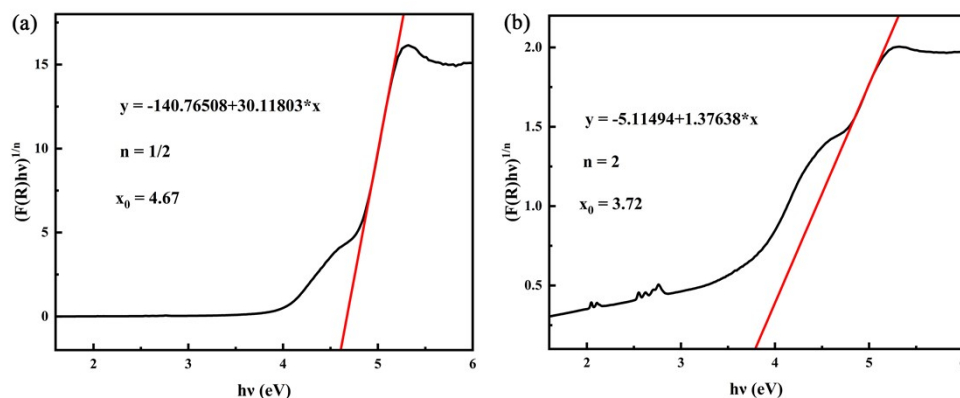 (a)
15
10
5
0
(F(R)hν)^{1/n}
y = -140.76508+30.11803*x
n = 1/2
x₀ = 4.67
2 3 4 5 6
hν (eV)
(b)
2.0
1.5
1.0
0.5
(F(R)hν)^{1/n}
y = -5.11494+1.37638*x
n = 2
x₀ = 3.72
2 3 4 5 6
hν (eV)